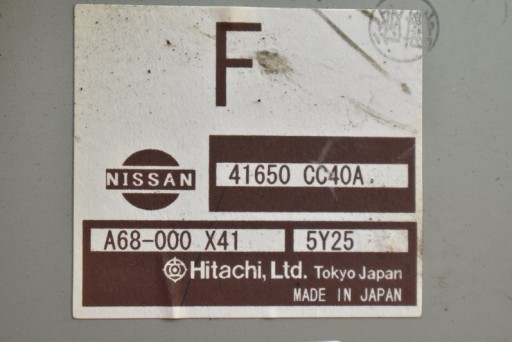 F
NISSAN
41650 CC40A
A68-000 X41
5Y25
Hitachi, Ltd. Tokyo Japan
MADE IN JAPAN